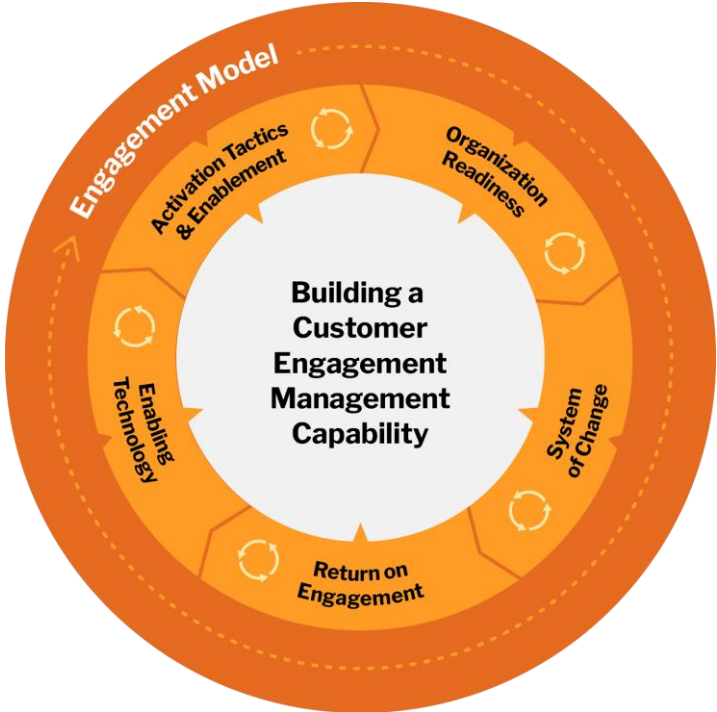 Engagement Model
Activation Tactics
& Enablement
Organization
Readiness
System
of Change
Return on
Engagement
Enabling
Technology
Building a
Customer
Engagement
Management
Capability